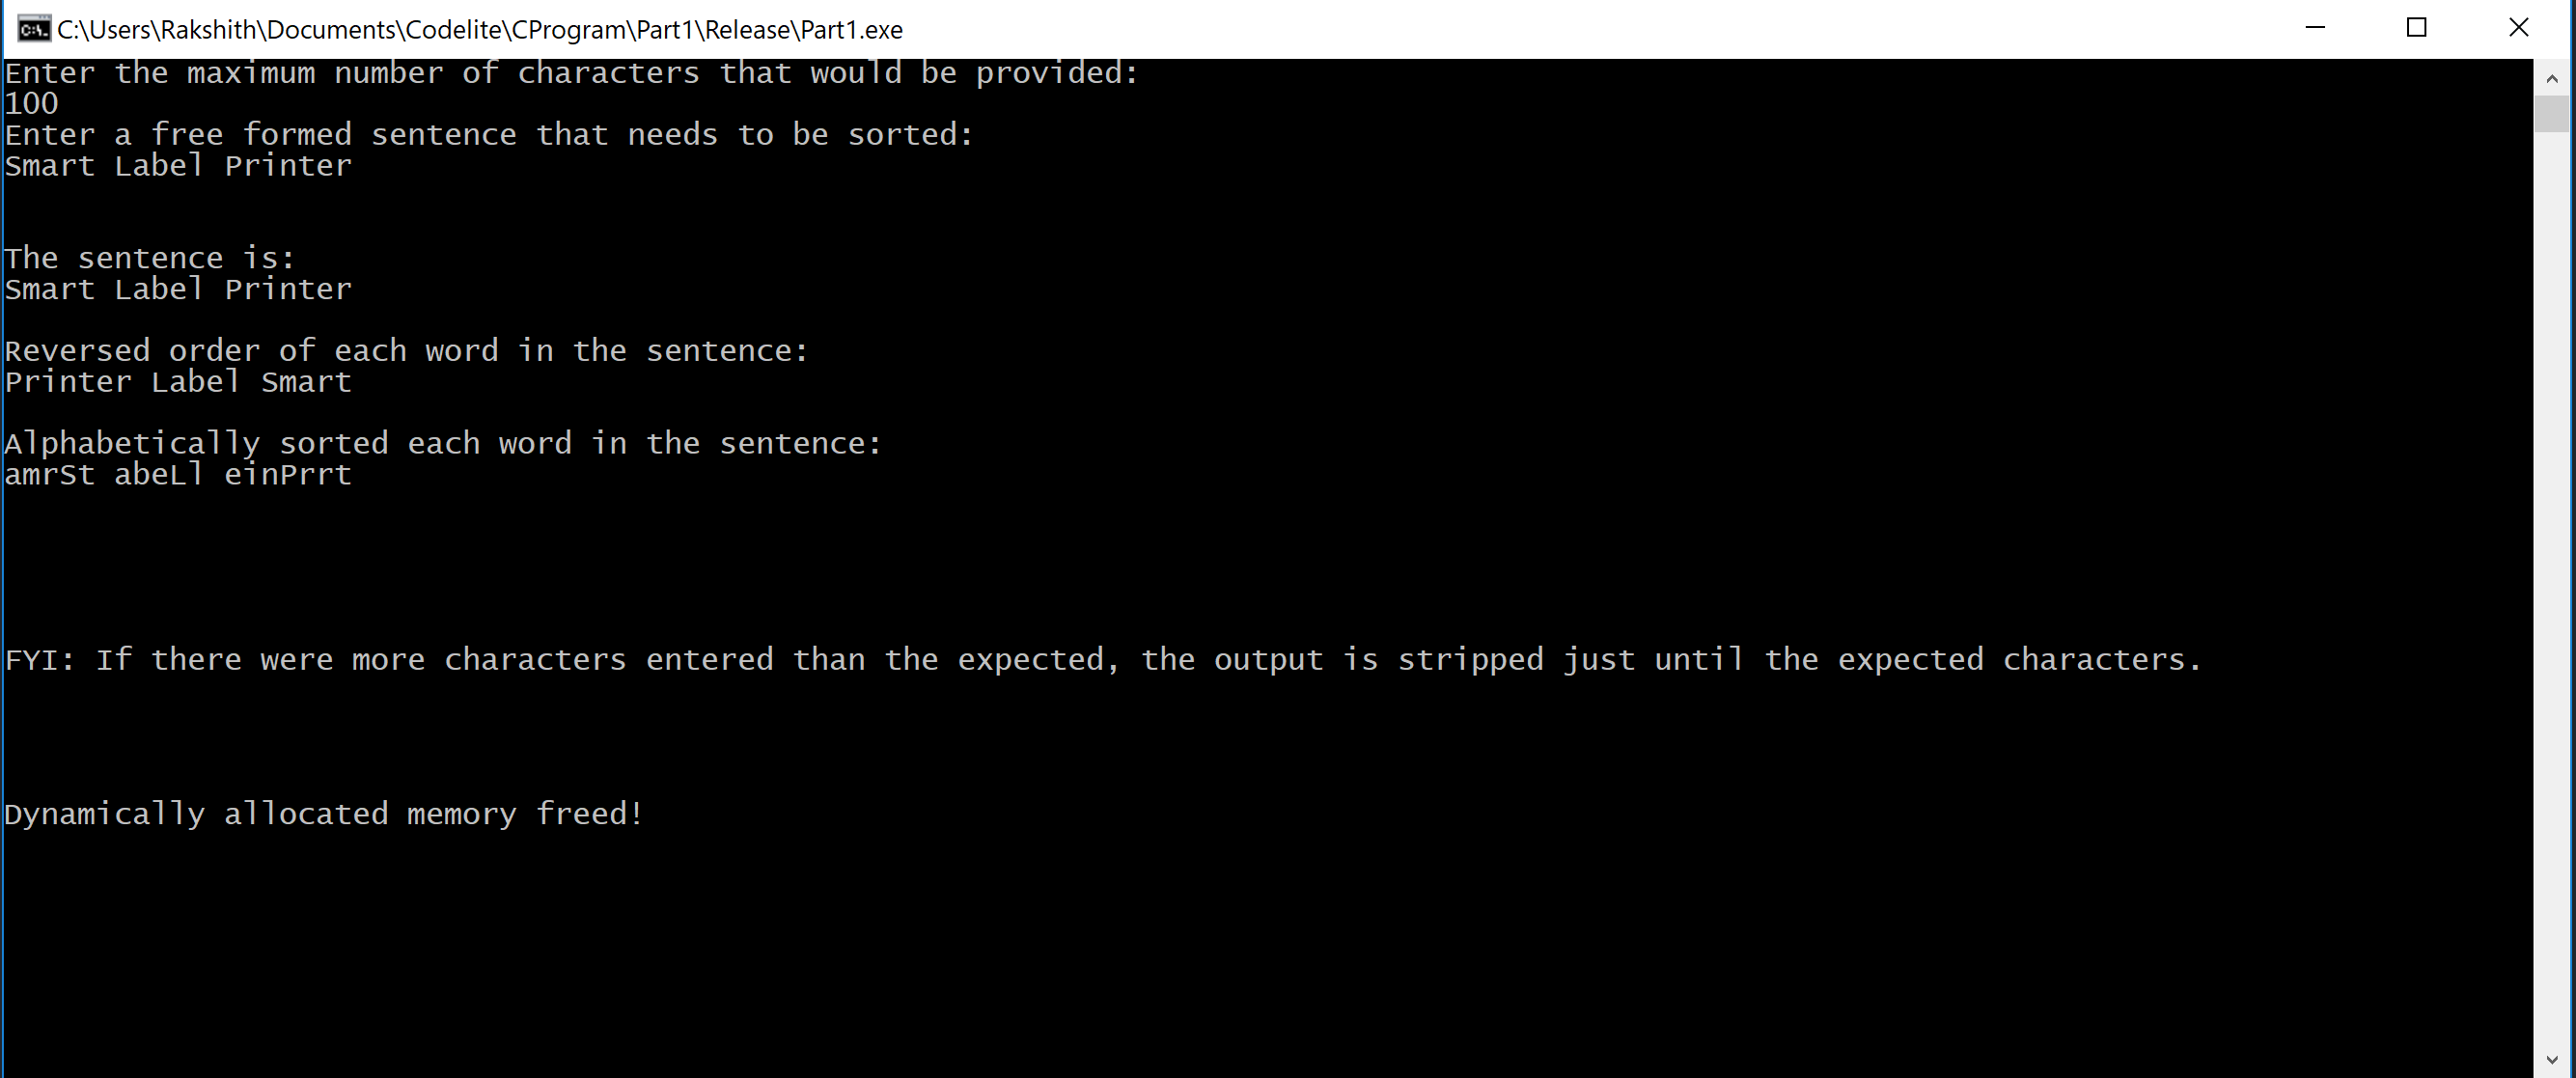 C:\Users\Rakshith\Documents\Codelite\CProgram\Part1\Release\Part1.exe
Enter the maximum number of characters that would be provided:
100
Enter a free formed sentence that needs to be sorted:
Smart Label Printer
The sentence is:
Smart Label Printer
Reversed order of each word in the sentence:
Printer Label Smart
Alphabetically sorted each word in the sentence:
amrSt abeLl einPrrt
FYI: If there were more characters entered than the expected, the output is stripped just until the expected characters.
Dynamically allocated memory freed!